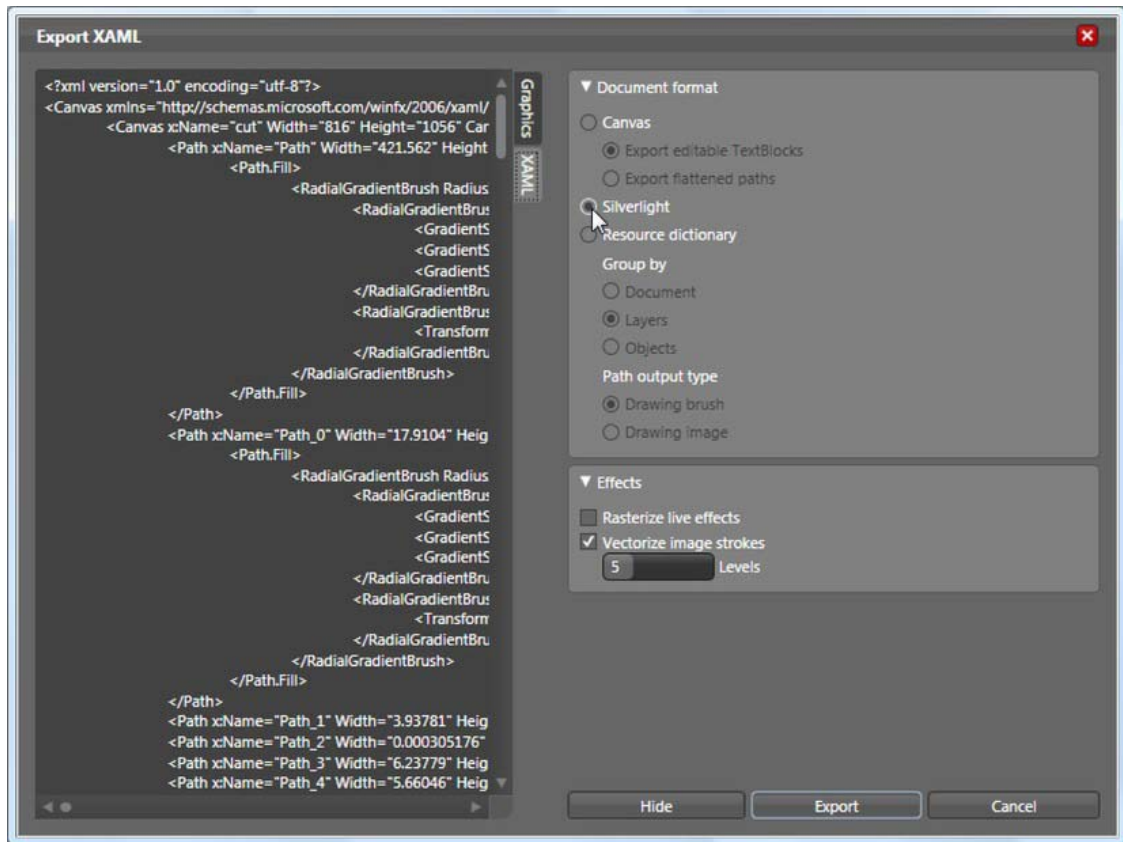 Export XAML
<?xml version="1.0" encoding="utf-8"?>
<Canvas xmlns="http://schemas.microsoft.com/winfx/2006/xaml/
<Canvas x:Name="cut" Width="816" Height="1056" Car
<Path x:Name="Path" Width="421.562" Height
<Path.Fill>
<RadialGradientBrush Radius
<RadialGradientBrus
<GradientS
<GradientS
<GradientS
</RadialGradientBru
<RadialGradientBrus
<Transform
</RadialGradientBru
</RadialGradientBrush>
</Path.Fill>
</Path>
<Path x:Name="Path_0" Width="17.9104" Heig
<Path.Fill>
<RadialGradientBrush Radius
<RadialGradientBrus
<GradientS
<GradientS
<GradientS
</RadialGradientBru
<RadialGradientBrus
<Transform
</RadialGradientBru
</RadialGradientBrush>
</Path.Fill>
</Path>
<Path x:Name="Path_1" Width="3.93781" Heig
<Path x:Name="Path_2" Width="0.000305176"
<Path x:Name="Path_3" Width="6.23779" Heig
<Path x:Name="Path_4" Width="5.66046" Heig
Graphics
XAML
Document format
Canvas
Export editable TextBlocks
Export flattened paths
Silverlight
Resource dictionary
Group by
Document
Layers
Objects
Path output type
Drawing brush
Drawing image
Effects
Rasterize live effects
Vectorize image strokes
5 Levels
Hide Export Cancel